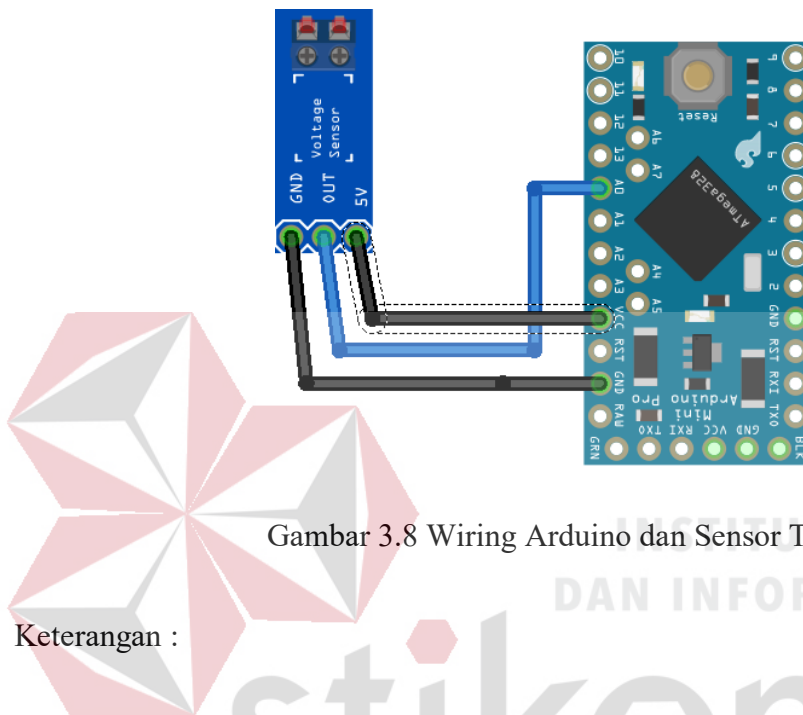 Voltage
Sensor
GND
OUT
5V
10
11
12
13
A0
A1
A2
A3
VCC
RST
GND
RAW
A6
A7
A4
A5
Reset
ATmega328
9
8
7
6
5
4
3
2
GND
RST
RXI
TXO
Arduino
Pro
Mini
GRN
TXO
RXI
VCC
GND
BLK
Gambar 3.8 Wiring Arduino dan Sensor T
INSTITU
DAN INFOR
Keterangan :
stikom